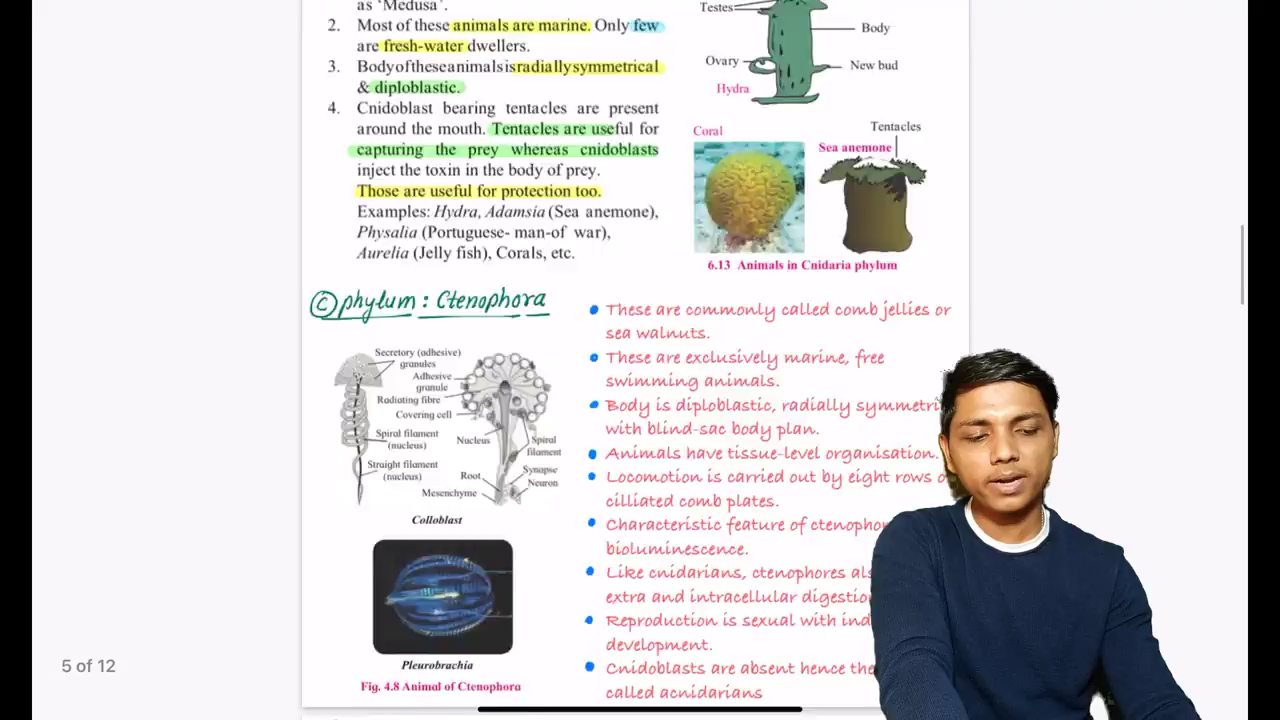 as 'Medusa'.
2. Most of these animals are marine. Only few
are fresh-water dwellers.
3. Body of these animals is radially symmetrical
& diploblastic.
4. Cnidoblast bearing tentacles are present
around the mouth. Tentacles are useful for
capturing the prey whereas cnidoblasts
inject the toxin in the body of prey.
Those are useful for protection too.
Examples: Hydra, Adamsia (Sea anemone),
Physalia (Portuguese- man-of war),
Aurelia (Jelly fish), Corals, etc.
Testes
Body
Ovary
New bud
Hydra
Coral
Tentacles
Sea anemone
6.13 Animals in Cnidaria phylum
C phylum : Ctenophora
Secretory (adhesive)
granules
Adhesive
granule
Radiating fibre
Covering cell
Spiral filament
(nucleus)
Nucleus
Spiral
filament
Straight filament
(nucleus)
Root
Synapse
Neuron
Mesenchyme
Colloblast
Pleurobrachia
Fig. 4.8 Animal of Ctenophora
These are commonly called comb jellies or
sea walnuts.
These are exclusively marine, free
swimming animals.
Body is diploblastic, radially symmetri
with blind-sac body plan.
Animals have tissue-level organisation.
Locomotion is carried out by eight rows o
cilliated comb plates.
Characteristic feature of ctenophor
bioluminescence.
Like cnidarians, ctenophores als
extra and intracellular digestio
Reproduction is sexual with ind
development.
Cnidoblasts are absent hence the
called acnidarians
5 of 12